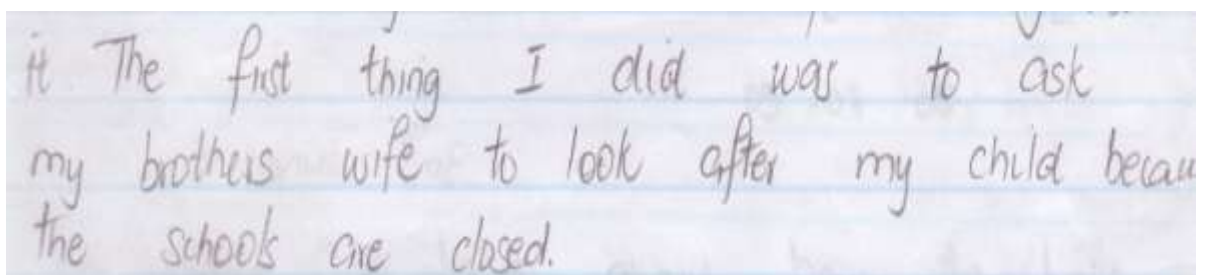 it The first thing I did was to ask
my brothers wife to look after my child becau
the schools are closed.